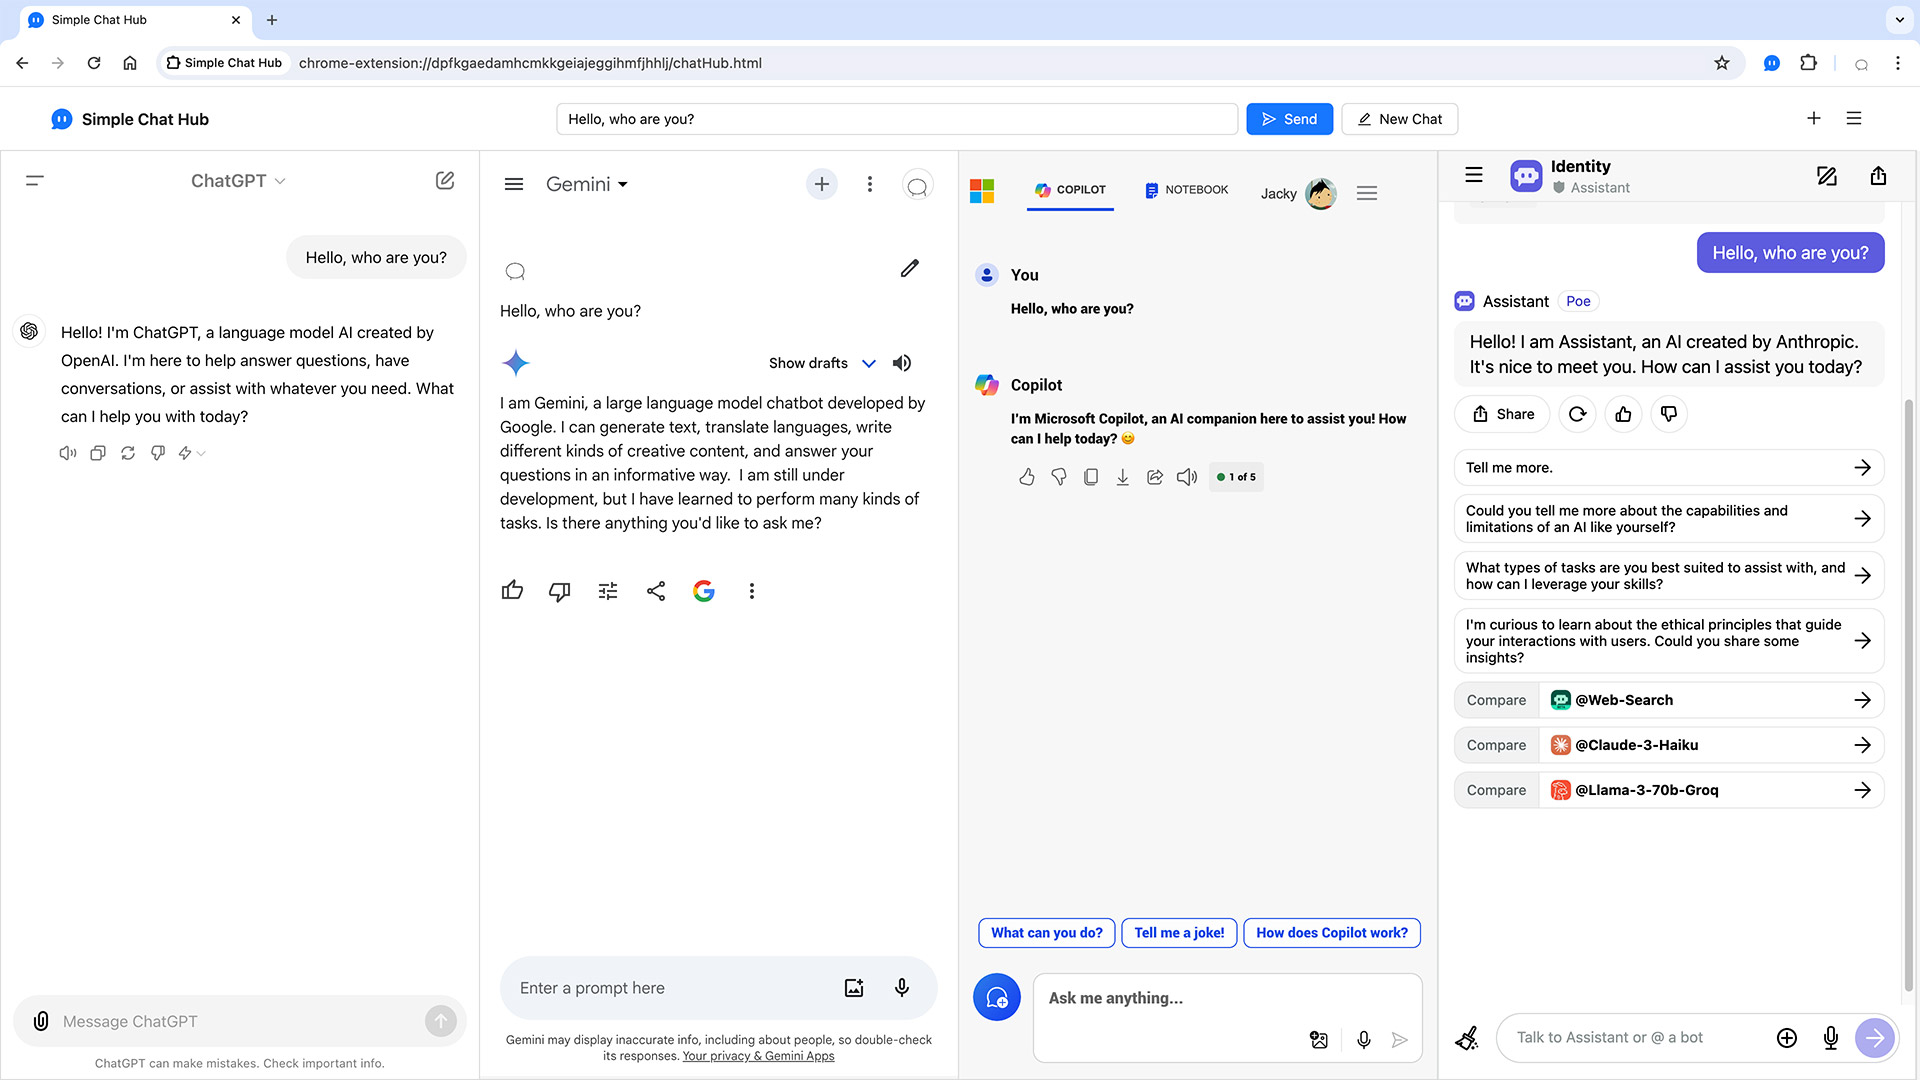 Simple Chat Hub
Simple Chat Hub
chrome-extension://dpfkgaedamhcmkkgeiajeggihmfjhhlj/chatHub.html
Simple Chat Hub
Hello, who are you?
Send
New Chat
ChatGPT
Hello, who are you?
Hello! I'm ChatGPT, a language model AI created by
OpenAI. I'm here to help answer questions, have
conversations, or assist with whatever you need. What
can I help you with today?
Message ChatGPT
ChatGPT can make mistakes. Check important info.
Gemini
Hello, who are you?
Show drafts
I am Gemini, a large language model chatbot developed by
Google. I can generate text, translate languages, write
different kinds of creative content, and answer your
questions in an informative way.  I am still under
development, but I have learned to perform many kinds of
tasks. Is there anything you'd like to ask me?
Enter a prompt here
Gemini may display inaccurate info, including about people, so double-check
its responses. Your privacy & Gemini Apps
COPILOT
NOTEBOOK
Jacky
You
Hello, who are you?
Copilot
I'm Microsoft Copilot, an AI companion here to assist you! How
can I help today? 😊
1 of 5
What can you do?
Tell me a joke!
How does Copilot work?
Ask me anything...
Identity
Assistant
Hello, who are you?
Assistant
Poe
Hello! I am Assistant, an AI created by Anthropic.
It's nice to meet you. How can I assist you today?
Share
Tell me more.
Could you tell me more about the capabilities and
limitations of an AI like yourself?
What types of tasks are you best suited to assist with, and
how can I leverage your skills?
I'm curious to learn about the ethical principles that guide
your interactions with users. Could you share some
insights?
Compare @Web-Search
Compare @Claude-3-Haiku
Compare @Llama-3-70b-Groq
Talk to Assistant or @ a bot